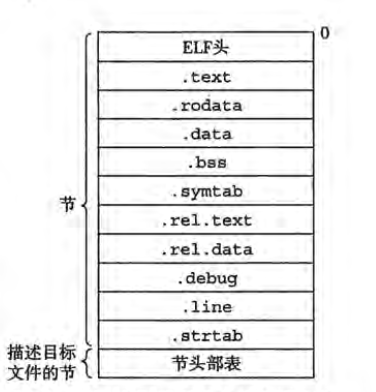 0
ELF头
.text
.rodata
.data
.bss
.symtab
.rel.text
.rel.data
.debug
.line
.strtab
节
节头部表
描述目标
文件的节